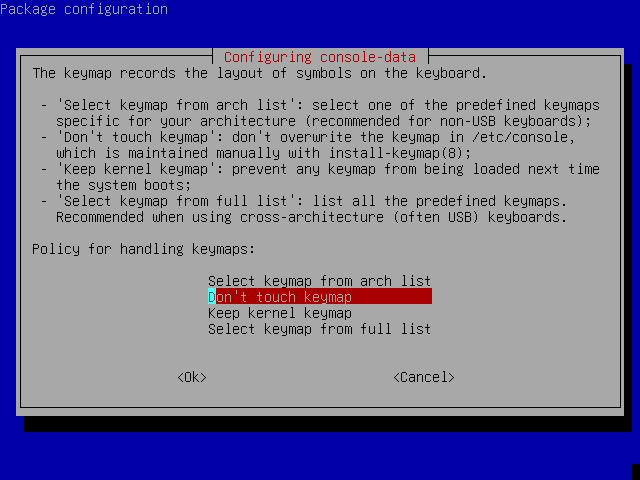 Package configuration
Configuring console-data
The keymap records the layout of symbols on the keyboard.
- 'Select keymap from arch list': select one of the predefined keymaps
specific for your architecture (recommended for non-USB keyboards);
- 'Don't touch keymap': don't overwrite the keymap in /etc/console,
which is maintained manually with install-keymap(8);
- 'Keep kernel keymap': prevent any keymap from being loaded next time
the system boots;
- 'Select keymap from full list': list all the predefined keymaps.
Recommended when using cross-architecture (often USB) keyboards.
Policy for handling keymaps:
Select keymap from arch list
Don't touch keymap
Keep kernel keymap
Select keymap from full list
<Ok> <Cancel>